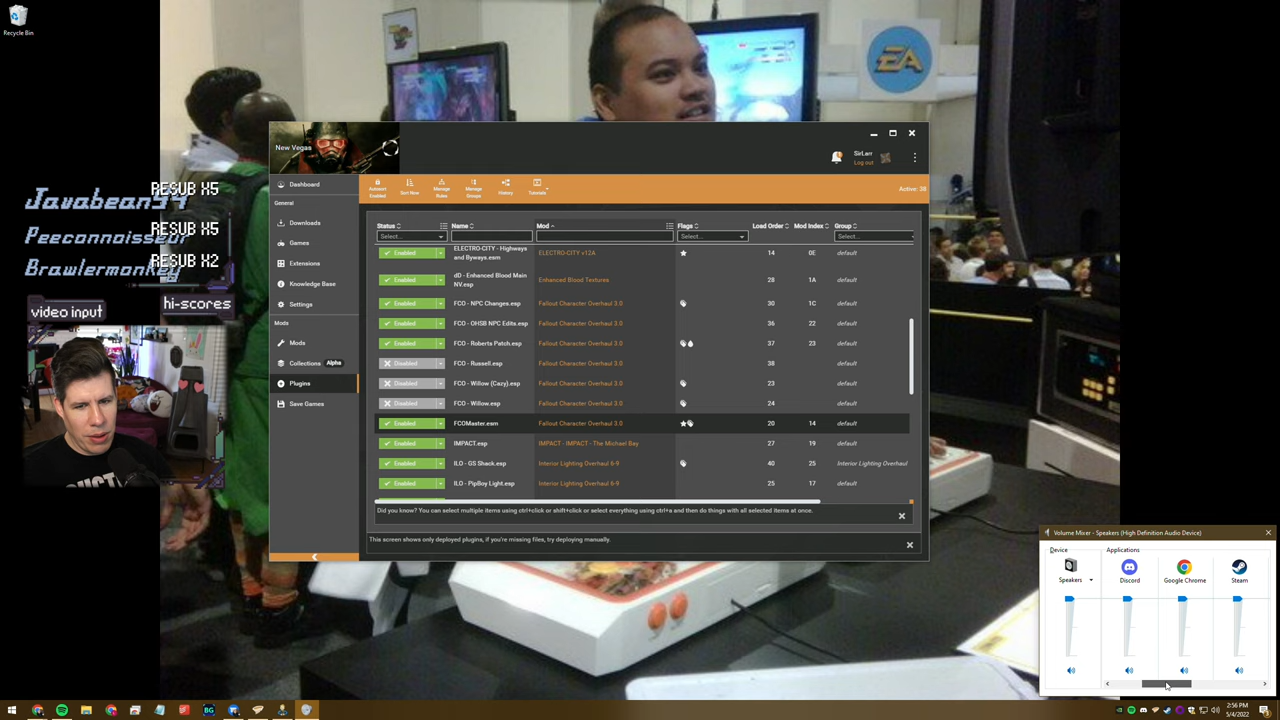 Recycle Bin
EA
New Vegas
SirLarr
Log out
Dashboard
General
Downloads
Games
Extensions
Knowledge Base
Settings
Mods
Mods
Collections Alpha
Plugins
Save Games
Autosort Enabled
Sort Now
Manage Rules
Manage Groups
History
Tutorials
Active: 38
Status Name Mod Flags Load Order Mod Index Group
Select... Select... Select...
Enabled ELECTRO-CITY - Highways and Byways.esm ELECTRO-CITY v12A 14 0E default
Enabled dD - Enhanced Blood Main NV.esp Enhanced Blood Textures 28 1A default
Enabled FCO - NPC Changes.esp Fallout Character Overhaul 3.0 30 1C default
Enabled FCO - OHSB NPC Edits.esp Fallout Character Overhaul 3.0 36 22 default
Enabled FCO - Roberts Patch.esp Fallout Character Overhaul 3.0 37 23 default
Disabled FCO - Russell.esp Fallout Character Overhaul 3.0 38 default
Disabled FCO - Willow (Cazy).esp Fallout Character Overhaul 3.0 23 default
Disabled FCO - Willow.esp Fallout Character Overhaul 3.0 24 default
Enabled FCOMaster.esm Fallout Character Overhaul 3.0 20 14 default
Enabled IMPACT.esp IMPACT - IMPACT - The Michael Bay 27 19 default
Enabled ILO - GS Shack.esp Interior Lighting Overhaul 6-9 40 25 Interior Lighting Overhaul
Enabled ILO - PipBoy Light.esp Interior Lighting Overhaul 6-9 25 17 default
Did you know? You can select multiple items using ctrl+click or shift+click or select everything using ctrl+a and then do things with all selected items at once.
This screen shows only deployed plugins, if you're missing files, try deploying manually.
RESUB X5
Javabean94
RESUB X5
Peeconnoisseur
RESUB X2
Brawlermonkey
video input
hi-scores
Volume Mixer - Speakers (High Definition Audio Device)
Device
Applications
Speakers
Discord
Google Chrome
Steam
BG
2:56 PM
5/4/2022